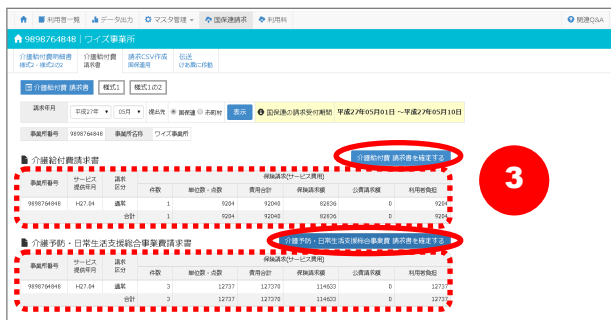 利用者一覧 データ出力 マスタ管理 国保連請求 利用料 関連Q&A
9898764848 | ワイズ事業所
介護給付費明細書 介護給付費 請求CSV作成 伝送
様式2・様式2の2 請求書 国保連用 けあ蔵に移動
介護給付費 請求書 様式1 様式1の2
請求年月 平成27年 05月 提出先 国保連 市町村 表示 国保連の請求受付期間 平成27年05月01日 ~平成27年05月10日
事業所番号 9898764848 事業所名称 ワイズ事業所
介護給付費請求書 介護給付費 請求書を確定する
3
事業所番号 サービス提供年月 請求区分 保険請求(サービス費用)
件数 単位数・点数 費用合計 保険請求額 公費請求額 利用者負担
9898764848 H27.04 通常 1 9204 92040 82836 0 9204
合計 1 9204 92040 82836 0 9204
介護予防・日常生活支援総合事業費請求書 介護予防・日常生活支援総合事業費 請求書を確定する
事業所番号 サービス提供年月 請求区分 保険請求(サービス費用)
件数 単位数・点数 費用合計 保険請求額 公費請求額 利用者負担
9898764848 H27.04 通常 3 12737 127370 114633 0 12737
合計 3 12737 127370 114633 0 12737